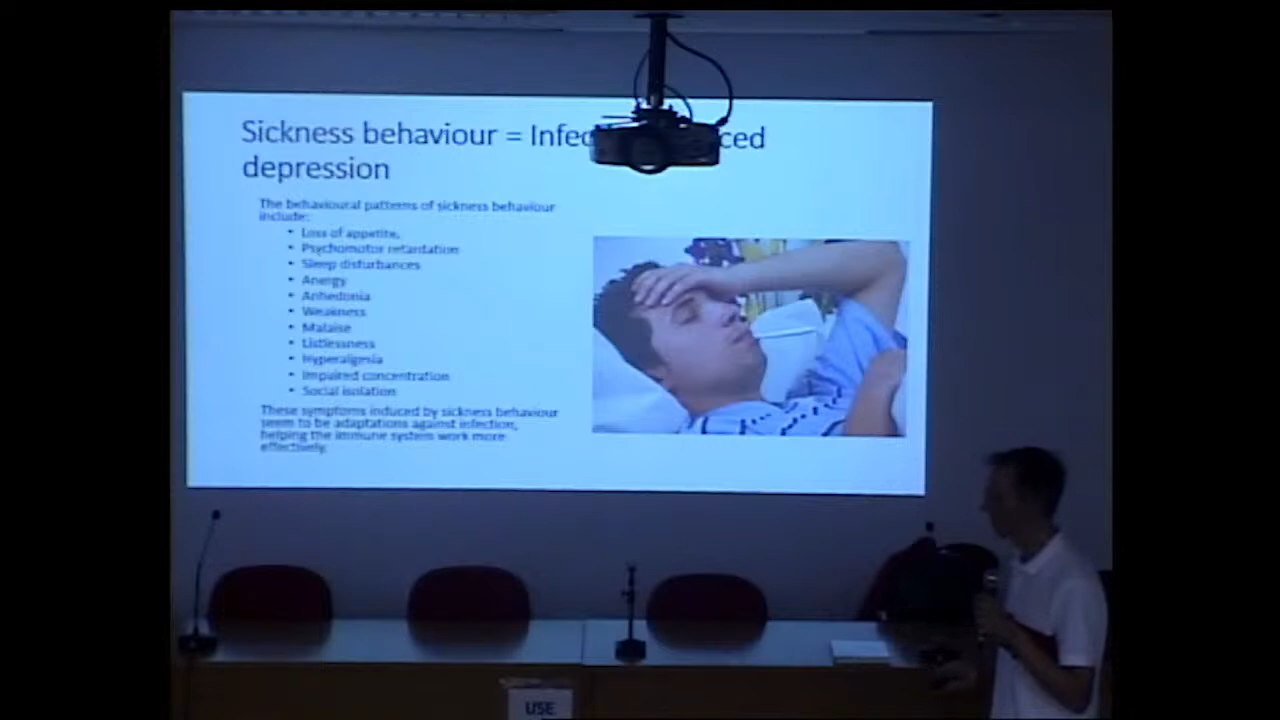 Sickness behaviour = Infec ced
depression
The behavioural patterns of sickness behaviour
include:
• Loss of appetite,
• Psychomotor retardation
• Sleep disturbances
• Anergy
• Anhedonia
• Weakness
• Malaise
• Listlessness
• Hyperalgesia
• Impaired concentration
• Social isolation
These symptoms induced by sickness behaviour
seem to be adaptations against infection,
helping the immune system work more
effectively.
USE